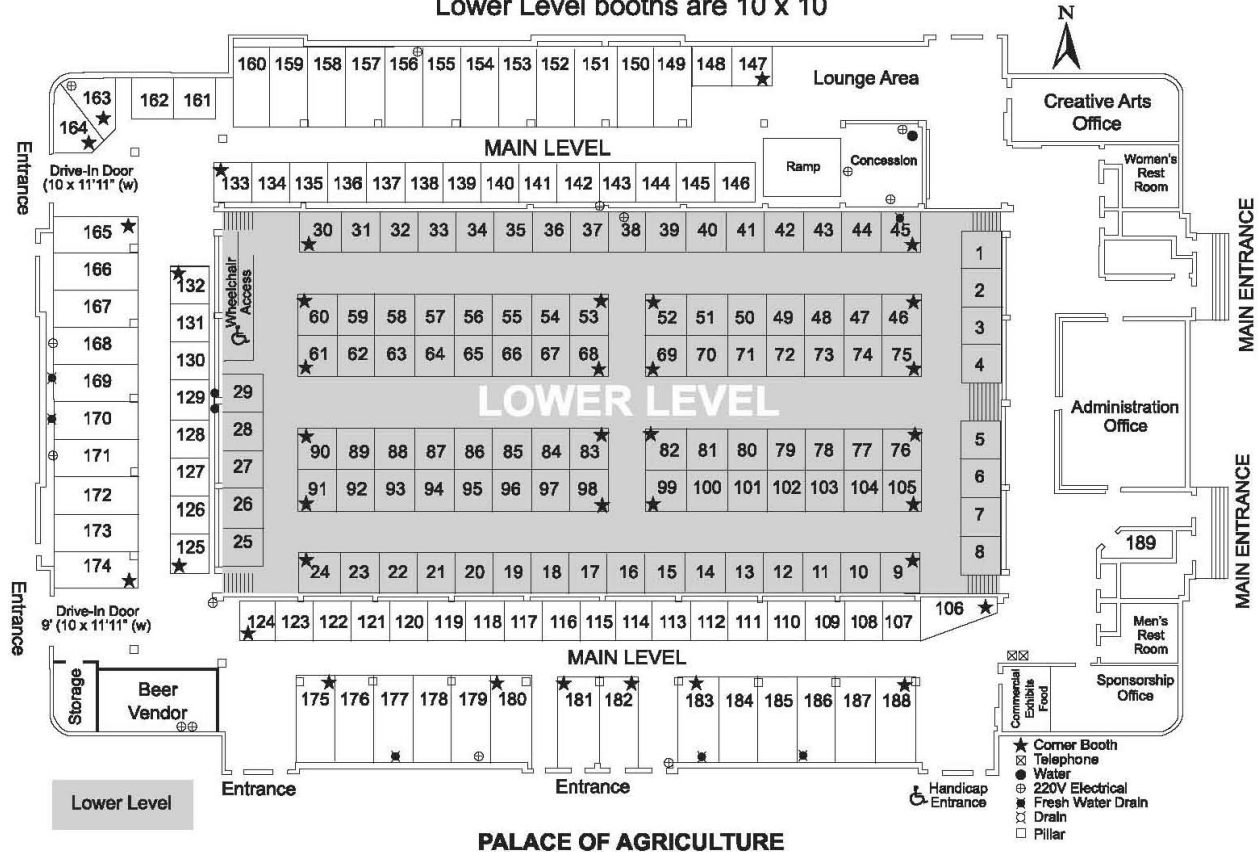 Lower Level booths are 10 x 10
N
160 159 158 157 156 155 154 153 152 151 150 149 148 147
Lounge Area
163
164
162 161
Creative Arts
Office
MAIN LEVEL
Entrance
Drive-In Door
(10 x 11'11" (w)
133 134 135 136 137 138 139 140 141 142 143 144 145 146
Ramp
Concession
Women's
Rest
Room
165
166
167
168
169
170
171
172
173
174
132
131
130
129
128
127
126
125
Wheelchair
Access
29
28
27
26
25
30 31 32 33 34 35 36 37 38 39 40 41 42 43 44 45
60 59 58 57 56 55 54 53 52 51 50 49 48 47 46
61 62 63 64 65 66 67 68 69 70 71 72 73 74 75
LOWER LEVEL
90 89 88 87 86 85 84 83 82 81 80 79 78 77 76
91 92 93 94 95 96 97 98 99 100 101 102 103 104 105
24 23 22 21 20 19 18 17 16 15 14 13 12 11 10 9
1
2
3
4
5
6
7
8
MAIN ENTRANCE
Administration
Office
MAIN ENTRANCE
189
Entrance
Drive-In Door
9' (10 x 11'11" (w)
124 123 122 121 120 119 118 117 116 115 114 113 112 111 110 109 108 107
106
Men's
Rest
Room
MAIN LEVEL
Storage
Beer
Vendor
175 176 177 178 179 180 181 182 183 184 185 186 187 188
Commercial
Exhibits
Food
Sponsorship
Office
Entrance
Entrance
Handicap
Entrance
Corner Booth
Telephone
Water
220V Electrical
Fresh Water Drain
Drain
Pillar
Lower Level
PALACE OF AGRICULTURE